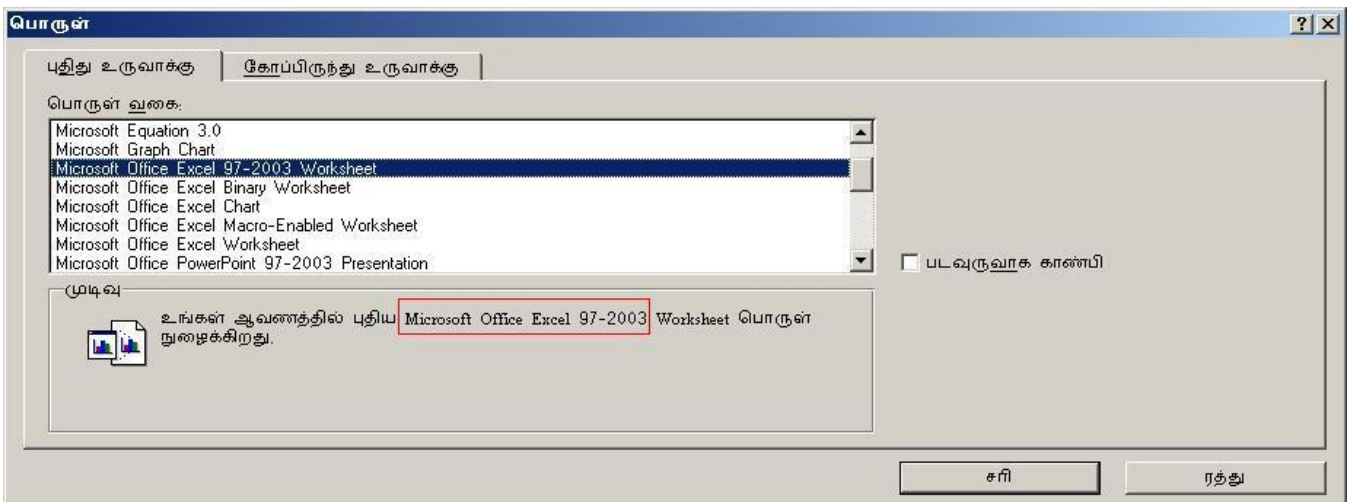 பொருள்
புதிது உருவாக்கு
கோப்பிருந்து உருவாக்கு
பொருள் வகை:
Microsoft Equation 3.0
Microsoft Graph Chart
Microsoft Office Excel 97-2003 Worksheet
Microsoft Office Excel Binary Worksheet
Microsoft Office Excel Chart
Microsoft Office Excel Macro-Enabled Worksheet
Microsoft Office Excel Worksheet
Microsoft Office PowerPoint 97-2003 Presentation
படவுருவாக காண்பி
முடிவு
உங்கள் ஆவணத்தில் புதிய Microsoft Office Excel 97-2003 Worksheet பொருள்
நுழைக்கிறது.
சரி
ரத்து